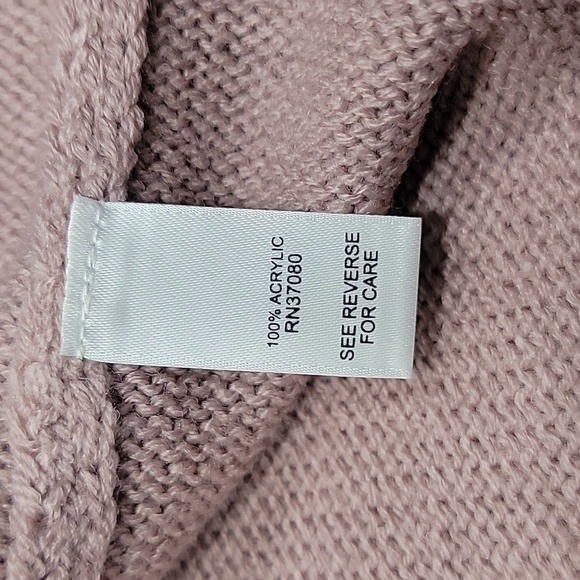 100% ACRYLIC
RN37080
SEE REVERSE
FOR CARE